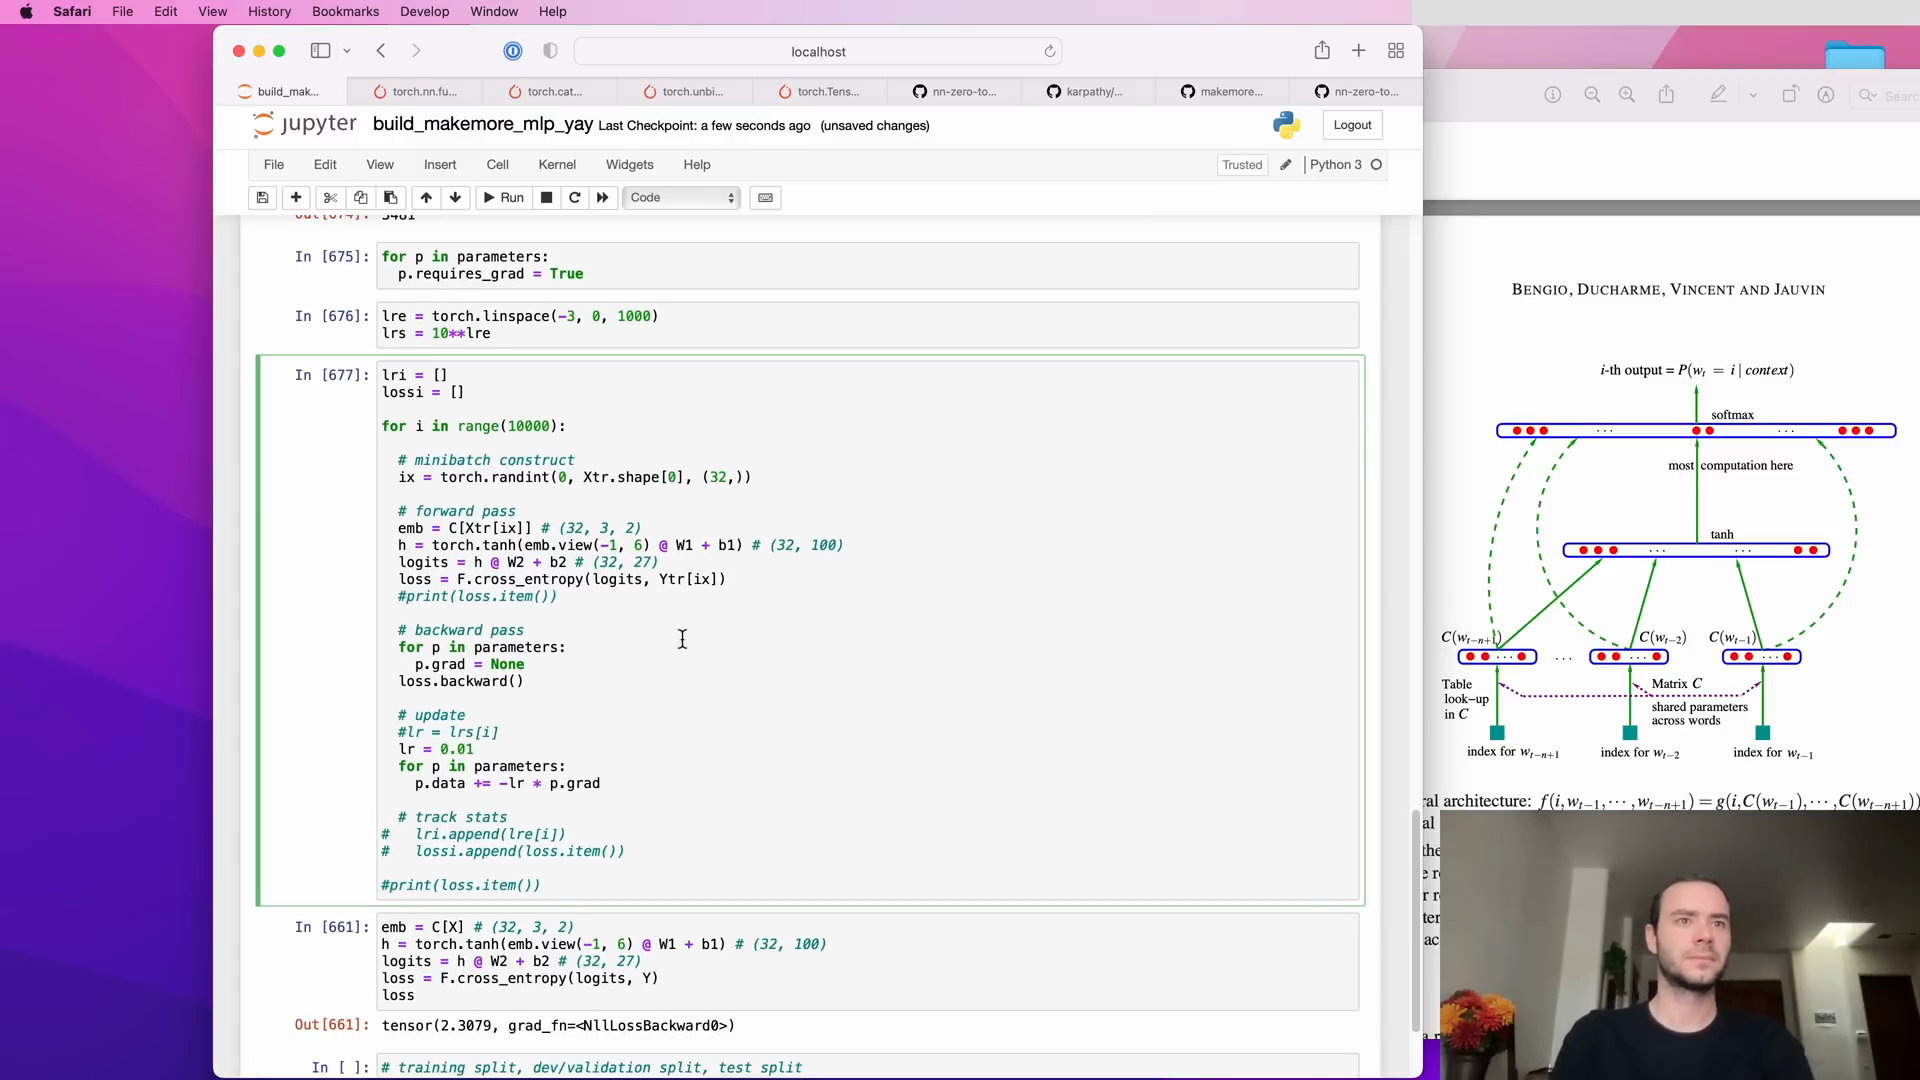 Safari File Edit View History Bookmarks Develop Window Help
localhost
build_mak... torch.nn.fu... torch.cat... torch.unbi... torch.Tens... nn-zero-to... karpathy/... makemore... nn-zero-to...
jupyter build_makemore_mlp_yay Last Checkpoint: a few seconds ago (unsaved changes) Logout
File Edit View Insert Cell Kernel Widgets Help Trusted Python 3
Run Code
Out[674]: 3481
In [675]: for p in parameters:
p.requires_grad = True
In [676]: lre = torch.linspace(-3, 0, 1000)
lrs = 10**lre
In [677]: lri = []
lossi = []
for i in range(10000):
# minibatch construct
ix = torch.randint(0, Xtr.shape[0], (32,))
# forward pass
emb = C[Xtr[ix]] # (32, 3, 2)
h = torch.tanh(emb.view(-1, 6) @ W1 + b1) # (32, 100)
logits = h @ W2 + b2 # (32, 27)
loss = F.cross_entropy(logits, Ytr[ix])
#print(loss.item())
# backward pass
for p in parameters:
p.grad = None
loss.backward()
# update
#lr = lrs[i]
lr = 0.01
for p in parameters:
p.data += -lr * p.grad
# track stats
# lri.append(lre[i])
# lossi.append(loss.item())
#print(loss.item())
In [661]: emb = C[X] # (32, 3, 2)
h = torch.tanh(emb.view(-1, 6) @ W1 + b1) # (32, 100)
logits = h @ W2 + b2 # (32, 27)
loss = F.cross_entropy(logits, Y)
loss
Out[661]: tensor(2.3079, grad_fn=<NllLossBackward0>)
In [ ]: # training split, dev/validation split, test split
Searc
BENGIO, DUCHARME, VINCENT AND JAUVIN
i-th output = P(w_t = i | context)
softmax
most computation here
tanh
C(w_{t−n+1}) C(w_{t−2}) C(w_{t−1})
Table look−up in C
Matrix C
shared parameters across words
index for w_{t−n+1} index for w_{t−2} index for w_{t−1}
ral architecture: f(i,w_{t−1},⋯,w_{t−n+1}) = g(i,C(w_{t−1}),⋯,C(w_{t−n+1}))
al
the